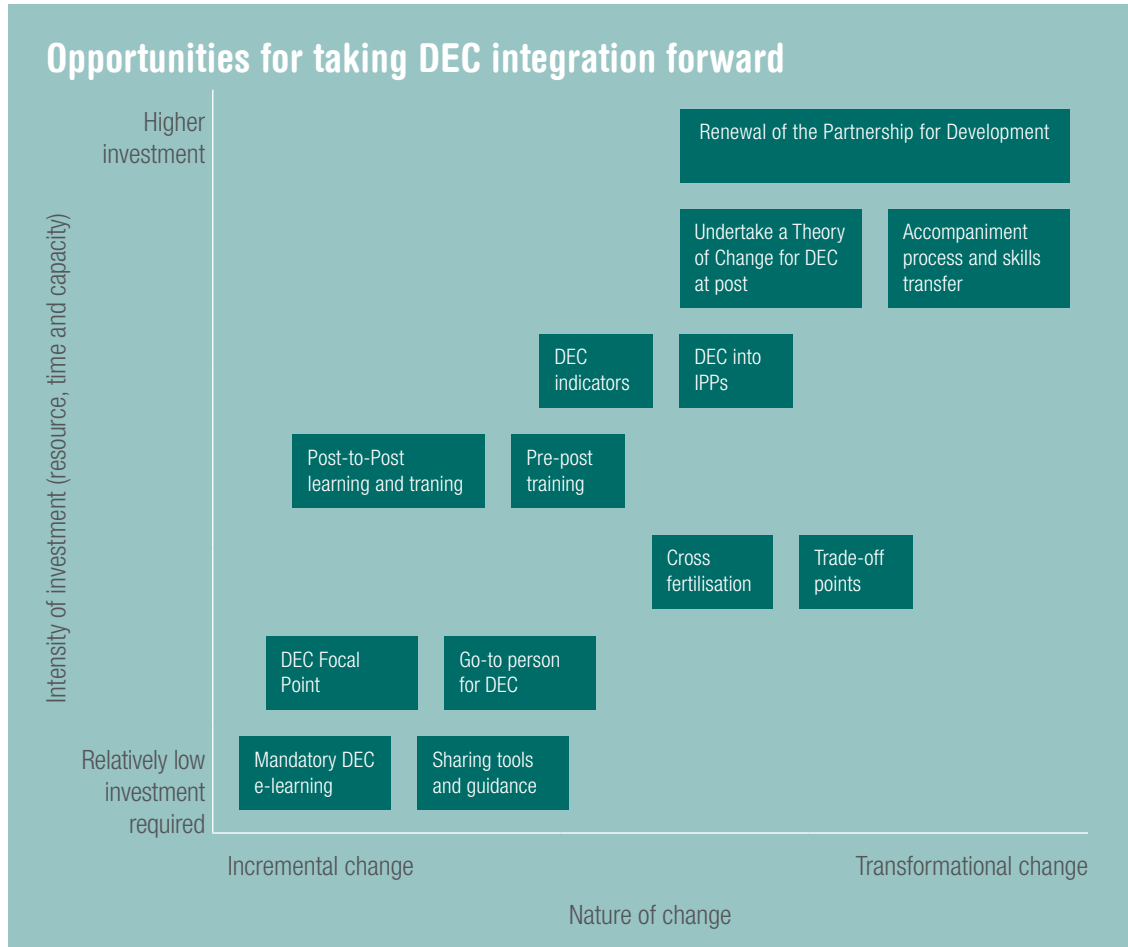 Opportunities for taking DEC integration forward
Higher
investment
Renewal of the Partnership for Development
Undertake a Theory
of Change for DEC
at post
Accompaniment
process and skills
transfer
Intensity of investment (resource, time and capacity)
DEC
indicators
DEC into
IPPs
Post-to-Post
learning and traning
Pre-post
training
Cross
fertilisation
Trade-off
points
DEC Focal
Point
Go-to person
for DEC
Relatively low
investment
required
Mandatory DEC
e-learning
Sharing tools
and guidance
Incremental change
Transformational change
Nature of change